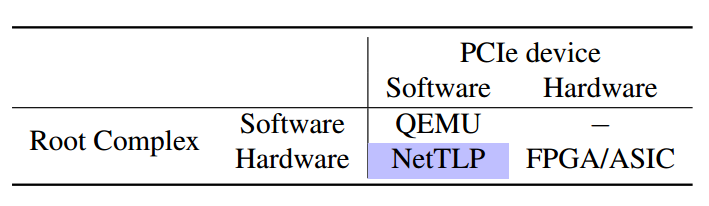 PCIe device
Software Hardware
Root Complex Software QEMU –
Hardware NetTLP FPGA/ASIC